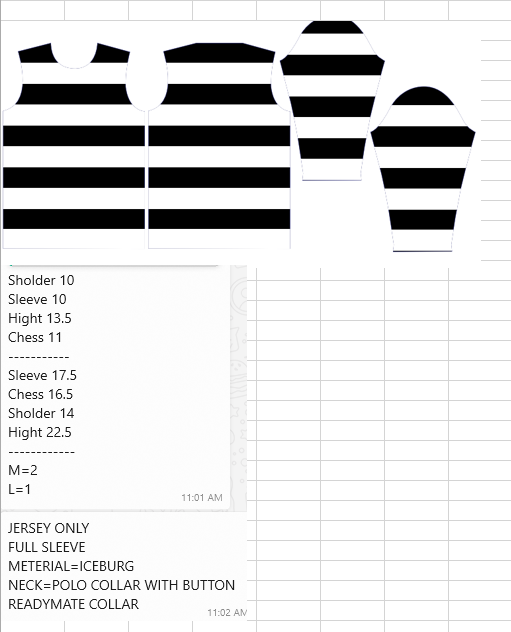 Sholder 10
Sleeve 10
Hight 13.5
Chess 11
-----------
Sleeve 17.5
Chess 16.5
Sholder 14
Hight 22.5
------------
M=2
L=1
11:01 AM
JERSEY ONLY
FULL SLEEVE
METERIAL=ICEBURG
NECK=POLO COLLAR WITH BUTTON
READYMATE COLLAR
11:02 AM